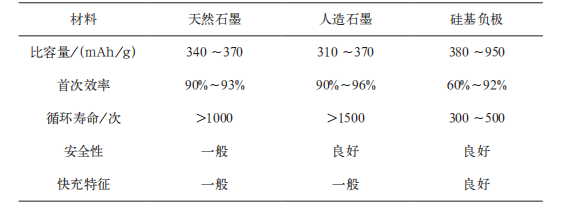 材料 天然石墨 人造石墨 硅基负极
比容量/(mAh/g) 340～370 310～370 380～950
首次效率 90%～93% 90%～96% 60%～92%
循环寿命/次 >1000 >1500 300～500
安全性 一般 良好 良好
快充特征 一般 一般 良好